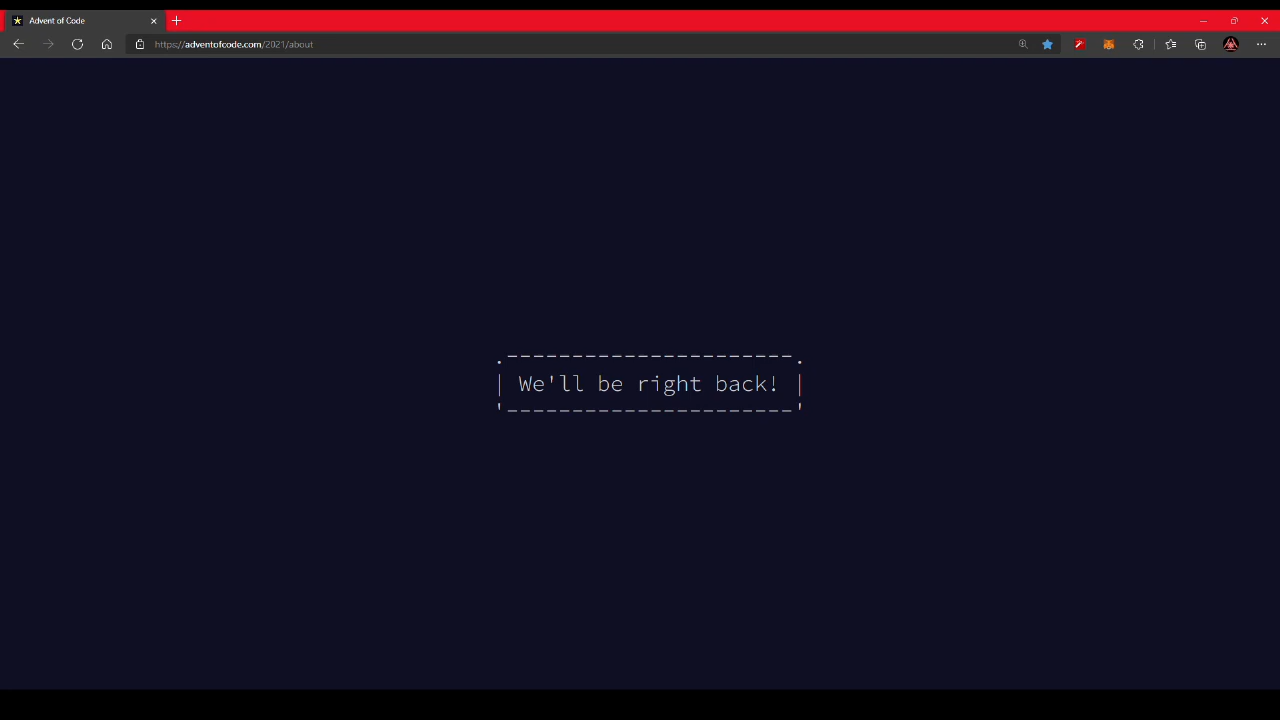 Advent of Code
https://adventofcode.com/2021/about
.----------------------.
| We'll be right back! |
'----------------------'